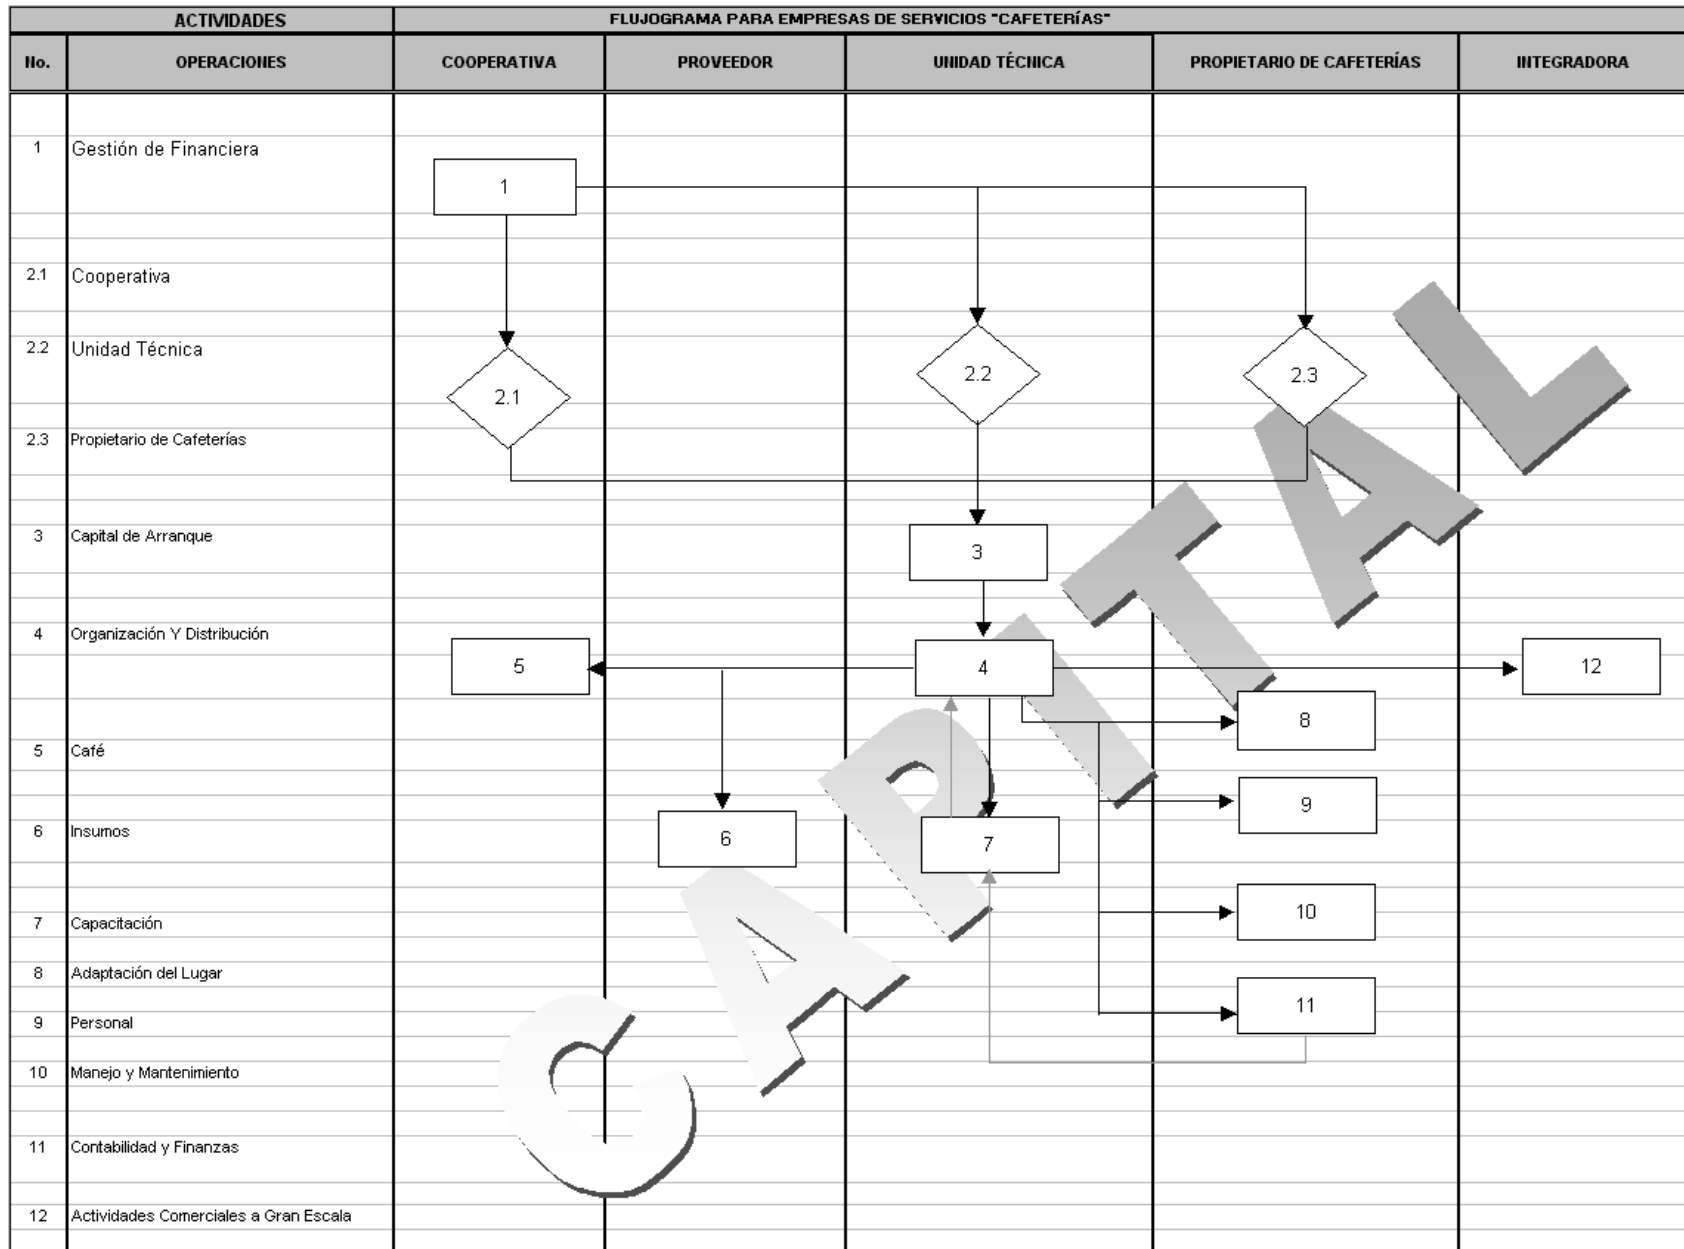 ACTIVIDADES FLUJOGRAMA PARA EMPRESAS DE SERVICIOS "CAFETERÍAS"
No. OPERACIONES COOPERATIVA PROVEEDOR UNIDAD TÉCNICA PROPIETARIO DE CAFETERÍAS INTEGRADORA
1 Gestión de Financiera
1
2.1 Cooperativa
2.2 Unidad Técnica
2.1 2.2 2.3
2.3 Propietario de Cafeterías
3 Capital de Arranque
3
4 Organización Y Distribución
5 4 12
8
5 Café
9
6 Insumos
6 7
10
7 Capacitación
8 Adaptación del Lugar
11
9 Personal
10 Manejo y Mantenimiento
11 Contabilidad y Finanzas
12 Actividades Comerciales a Gran Escala
CAPITAL